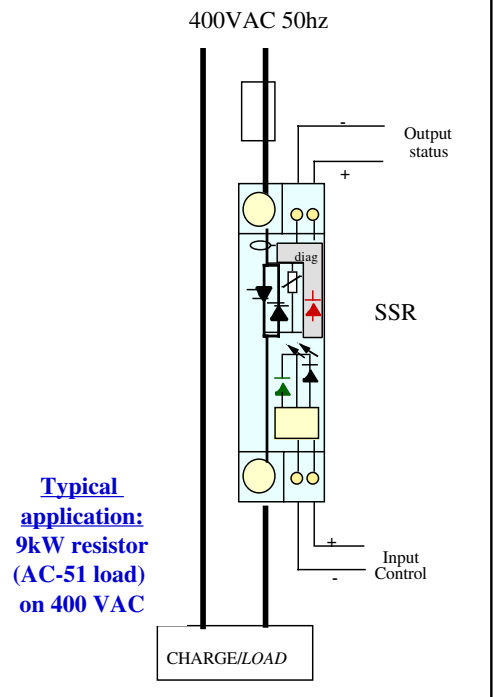 400VAC 50hz
-
Output
status
+
diag
SSR
Typical
application:
9kW resistor
(AC-51 load)
on 400 VAC
+
Input
Control
-
CHARGE/LOAD